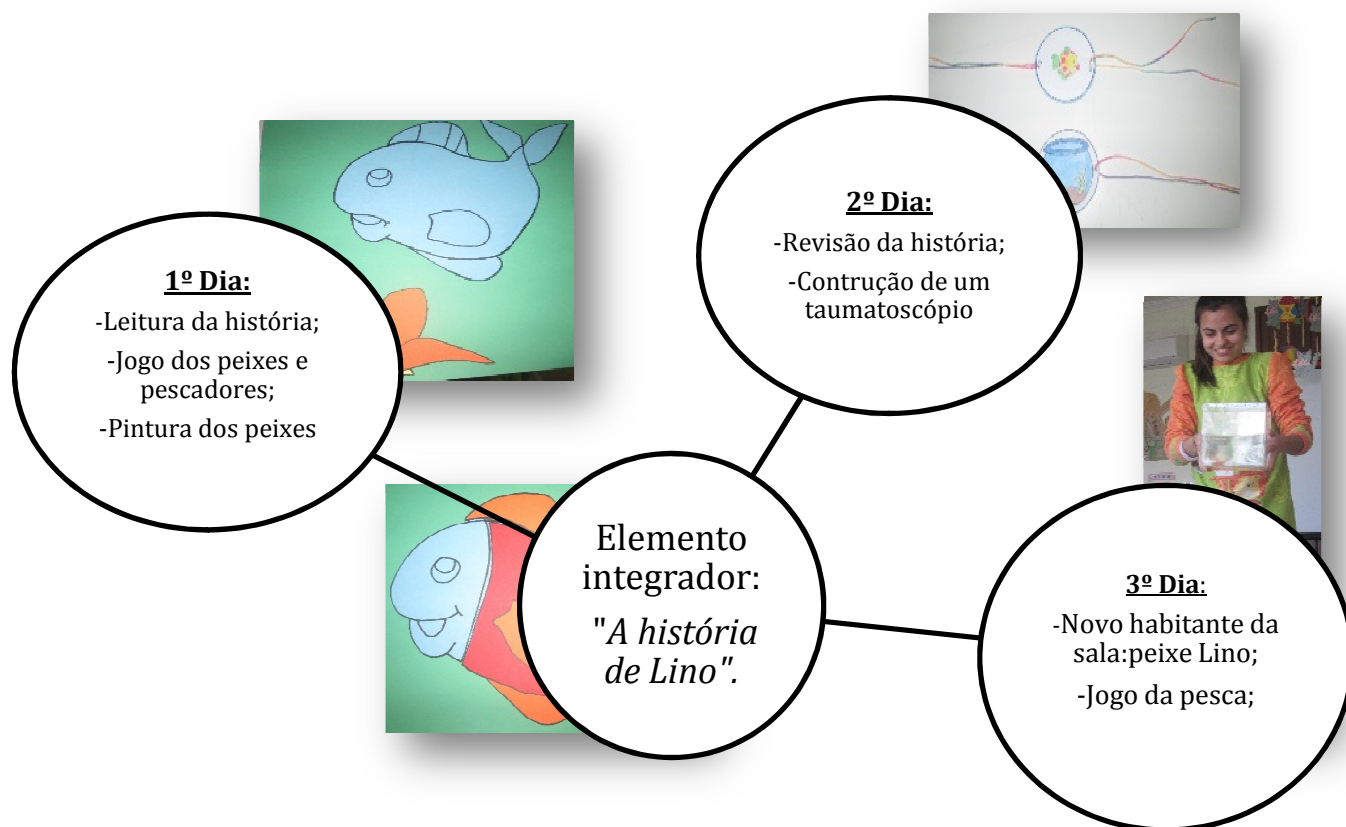 1º Dia:
-Leitura da história;
-Jogo dos peixes e
pescadores;
-Pintura dos peixes
2º Dia:
-Revisão da história;
-Contrução de um
taumatoscópio
Elemento
integrador:
"A história
de Lino".
3º Dia:
-Novo habitante da
sala:peixe Lino;
-Jogo da pesca;